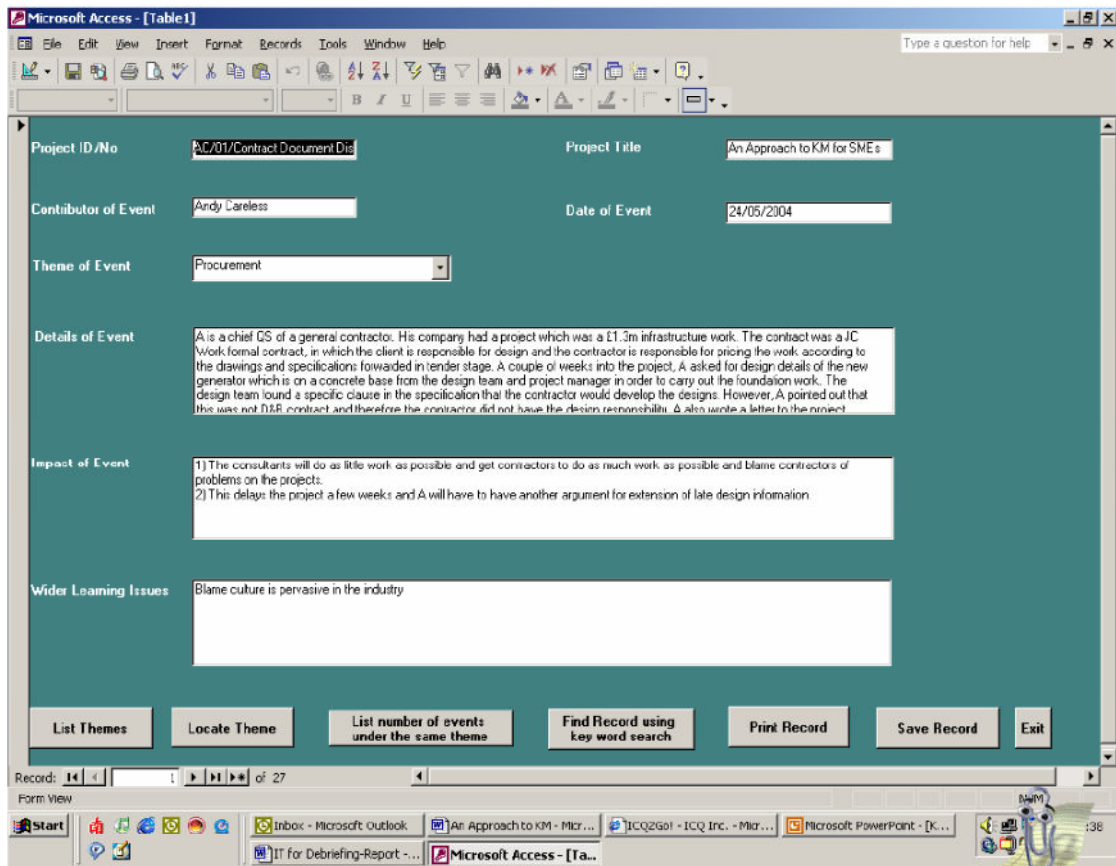 Microsoft Access - [Table1]
File Edit View Insert Format Records Tools Window Help
Type a question for help
B I U
Project ID/No
AC/01/Contract Document Dis
Project Title
An Approach to KM for SMEs
Contributor of Event
Andy Careless
Date of Event
24/05/2004
Theme of Event
Procurement
Details of Event
A is a chief QS of a general contractor. His company had a project which was a £1.3m infrastructure work. The contract was a JC
Work formal contract, in which the client is responsible for design and the contractor is responsible for pricing the work according to
the drawings and specifications forwarded in tender stage. A couple of weeks into the project, A asked for design details of the new
generator which is on a concrete base from the design team and project manager in order to carry out the foundation work. The
design team found a specific clause in the specification that the contractor would develop the designs. However, A pointed out that
this was not D&B contract and therefore the contractor did not have the design responsibility. A also wrote a letter to the project
Impact of Event
1) The consultants will do as little work as possible and get contractors to do as much work as possible and blame contractors of
problems on the projects.
2) This delays the project a few weeks and A will have to have another argument for extension of late design information.
Wider Learning Issues
Blame culture is pervasive in the industry
List Themes
Locate Theme
List number of events
under the same theme
Find Record using
key word search
Print Record
Save Record
Exit
Record: 1 of 27
Form View
Start
Inbox - Microsoft Outlook
An Approach to KM - Micr...
ICQ2Go! - ICQ Inc. - Micr...
Microsoft PowerPoint - [K...
:38
IT for Debriefing-Report -...
Microsoft Access - [Ta...